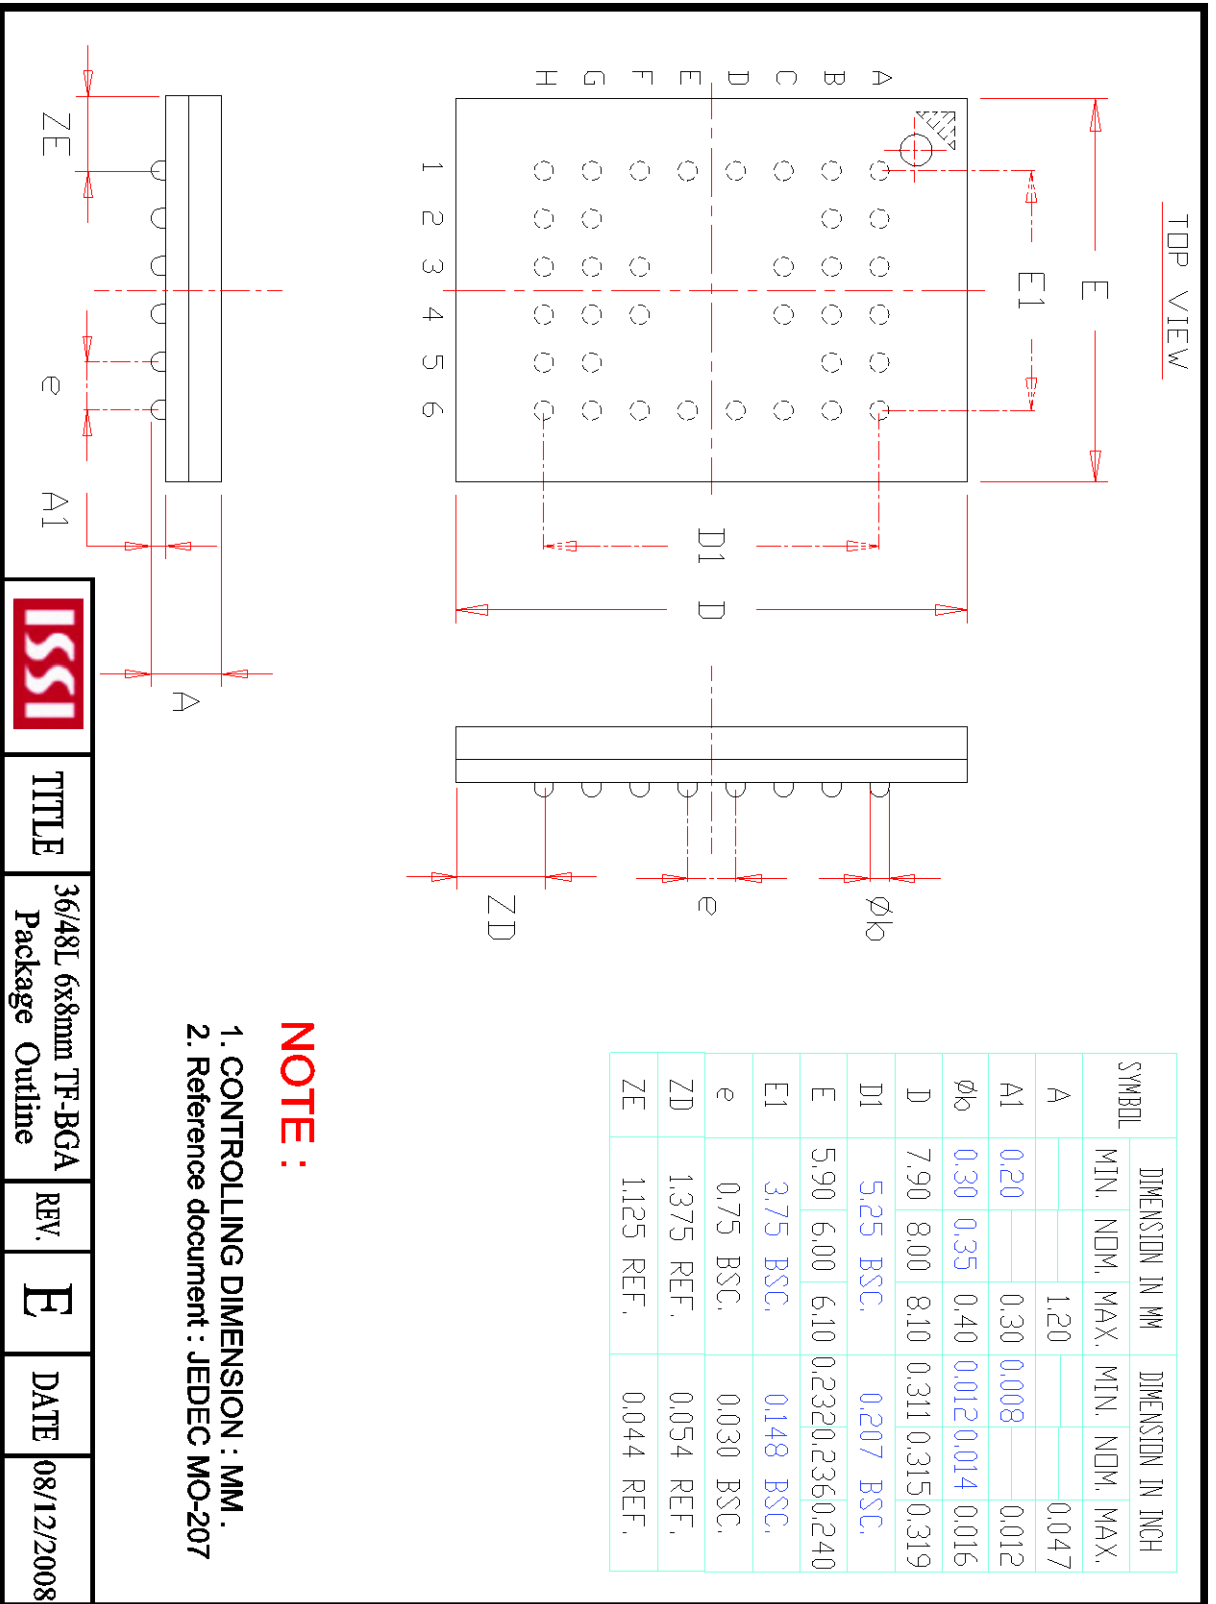 TOP VIEW
E
E1
A B C D E F G H
1 2 3 4 5 6
D1
D
ZE
e
A1
A
Øb
e
ZD
SYMBOL DIMENSION IN MM DIMENSION IN INCH
MIN. NOM. MAX. MIN. NOM. MAX.
A 1.20 0.047
A1 0.20 0.30 0.008 0.012
Øb 0.30 0.35 0.40 0.012 0.014 0.016
D 7.90 8.00 8.10 0.311 0.315 0.319
D1 5.25 BSC. 0.207 BSC.
E 5.90 6.00 6.10 0.232 0.236 0.240
E1 3.75 BSC. 0.148 BSC.
e 0.75 BSC. 0.030 BSC.
ZD 1.375 REF. 0.054 REF.
ZE 1.125 REF. 0.044 REF.
NOTE :
1. CONTROLLING DIMENSION : MM .
2. Reference document : JEDEC MO-207
ISSI
TITLE
36/48L 6x8mm TF-BGA
Package Outline
REV.
E
DATE
08/12/2008